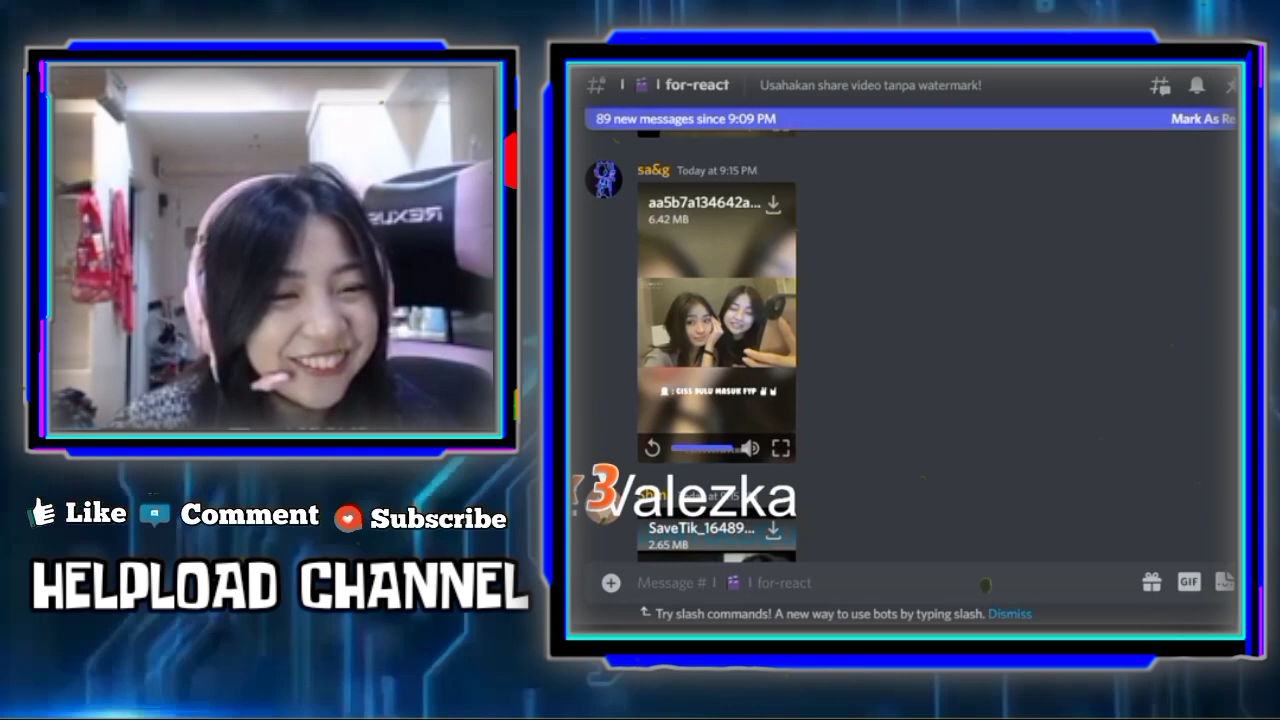 REXUS
Like
Comment
Subscribe
HELPLOAD CHANNEL
for-react
Usahakan share video tanpa watermark!
89 new messages since 9:09 PM
Mark As Re
sa&g Today at 9:15 PM
aa5b7a134642a...
6.42 MB
: CISS DULU MASUK FYP
3 Valezka
SaveTik_16489...
2.65 MB
Message # for-react
GIF
Try slash commands! A new way to use bots by typing slash. Dismiss